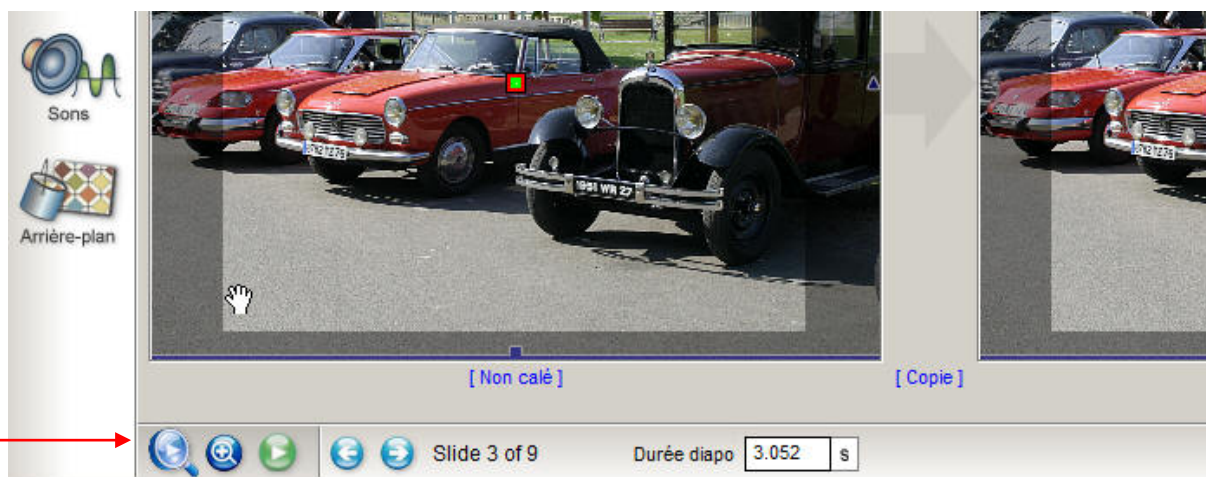 Sons
Arrière-plan
1961 WR 27
[ Non calé ]
[ Copie ]
Slide 3 of 9
Durée diapo
3.052
s